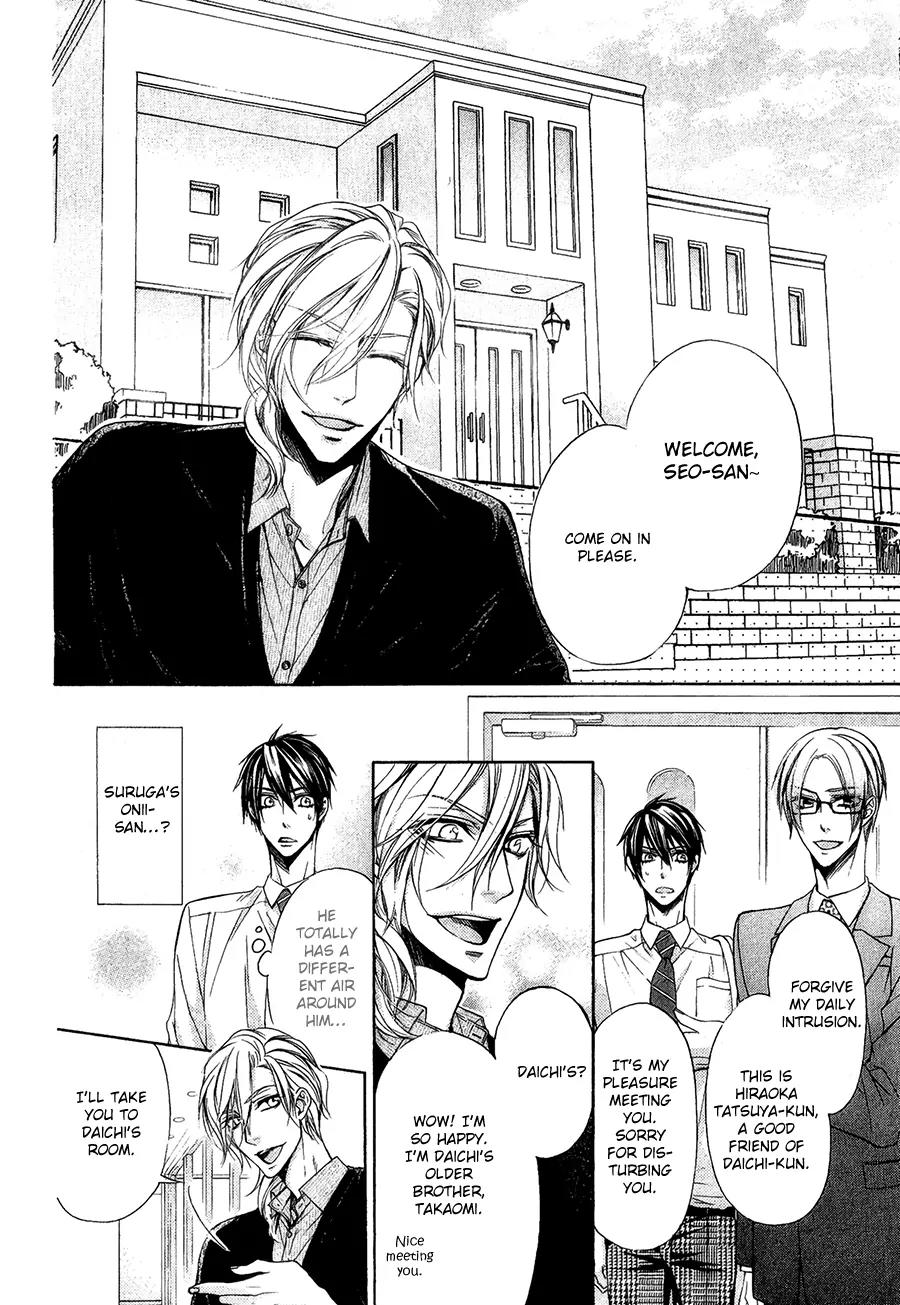 WELCOME,
SEO-SAN~
COME ON IN
PLEASE.
FORGIVE
MY DAILY
INTRUSION.
THIS IS
HIRAOKA
TATSUYA-KUN,
A GOOD
FRIEND OF
DAICHI-KUN.
IT'S MY
PLEASURE
MEETING
YOU.
SORRY
FOR DIS-
TURBING
YOU.
DAICHI'S?
WOW! I'M
SO HAPPY.
I'M DAICHI'S
OLDER
BROTHER,
TAKAOMI.
Nice
meeting
you.
SURUGA'S
ONII-
SAN...?
HE
TOTALLY
HAS A
DIFFER-
ENT AIR
AROUND
HIM...
I'LL TAKE
YOU TO
DAICHI'S
ROOM.